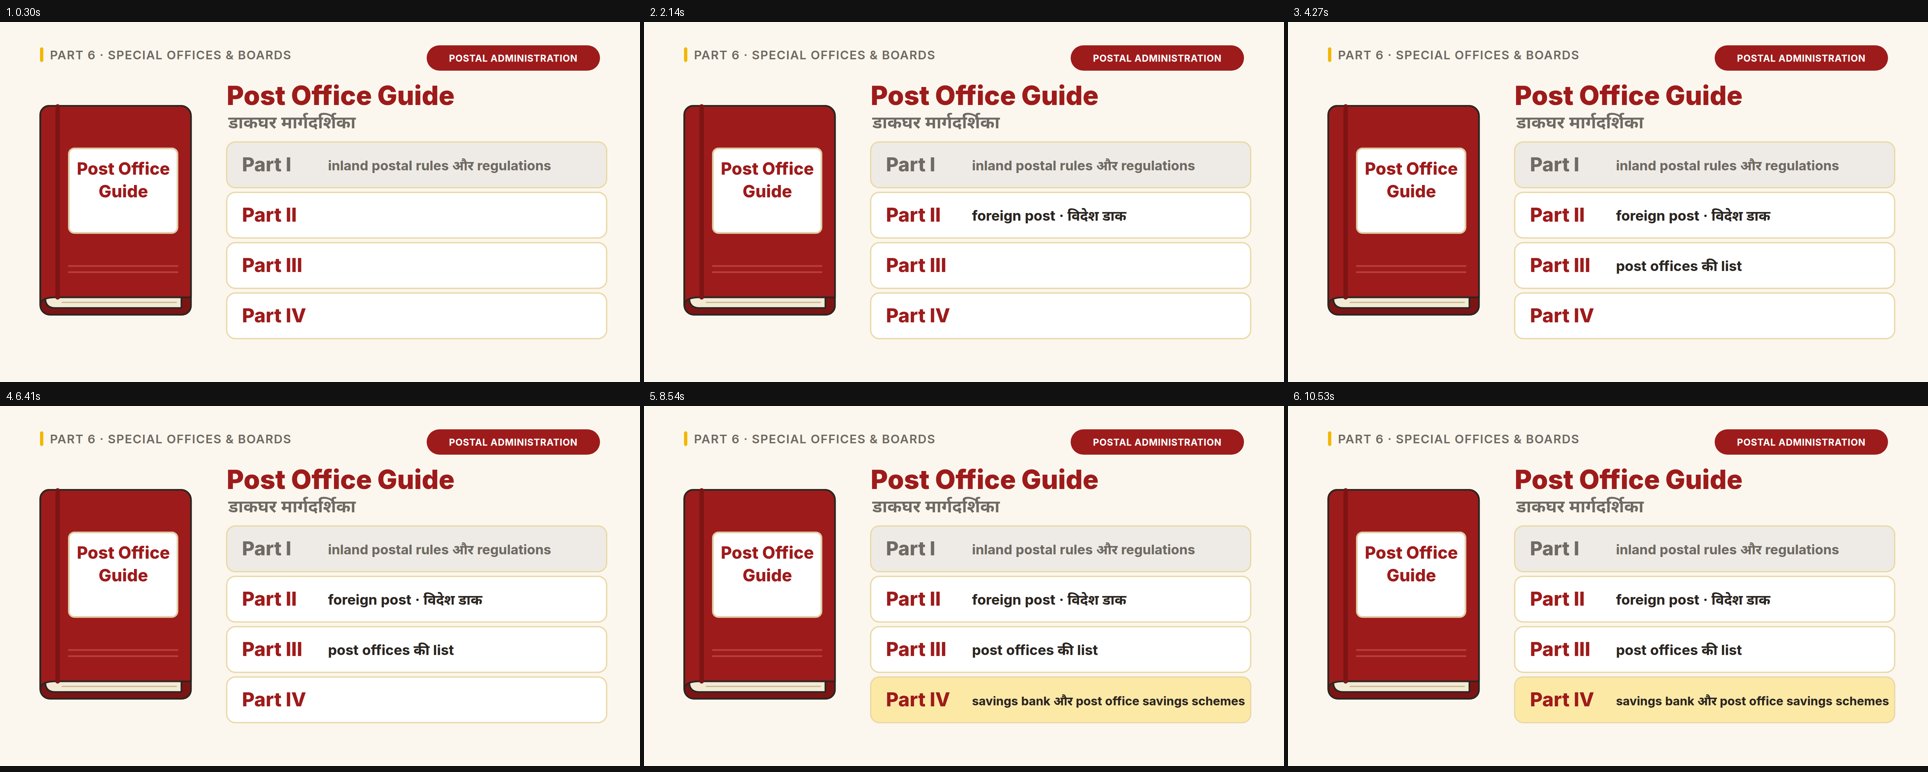 1. 0.30s
PART 6 · SPECIAL OFFICES & BOARDS
POSTAL ADMINISTRATION
Post Office Guide
डाकघर मार्गदर्शिका
Post Office
Guide
Part I inland postal rules और regulations
Part II
Part III
Part IV
2. 2.14s
PART 6 · SPECIAL OFFICES & BOARDS
POSTAL ADMINISTRATION
Post Office Guide
डाकघर मार्गदर्शिका
Post Office
Guide
Part I inland postal rules और regulations
Part II foreign post · विदेश डाक
Part III
Part IV
3. 4.27s
PART 6 · SPECIAL OFFICES & BOARDS
POSTAL ADMINISTRATION
Post Office Guide
डाकघर मार्गदर्शिका
Post Office
Guide
Part I inland postal rules और regulations
Part II foreign post · विदेश डाक
Part III post offices की list
Part IV
4. 6.41s
PART 6 · SPECIAL OFFICES & BOARDS
POSTAL ADMINISTRATION
Post Office Guide
डाकघर मार्गदर्शिका
Post Office
Guide
Part I inland postal rules और regulations
Part II foreign post · विदेश डाक
Part III post offices की list
Part IV
5. 8.54s
PART 6 · SPECIAL OFFICES & BOARDS
POSTAL ADMINISTRATION
Post Office Guide
डाकघर मार्गदर्शिका
Post Office
Guide
Part I inland postal rules और regulations
Part II foreign post · विदेश डाक
Part III post offices की list
Part IV savings bank और post office savings schemes
6. 10.53s
PART 6 · SPECIAL OFFICES & BOARDS
POSTAL ADMINISTRATION
Post Office Guide
डाकघर मार्गदर्शिका
Post Office
Guide
Part I inland postal rules और regulations
Part II foreign post · विदेश डाक
Part III post offices की list
Part IV savings bank और post office savings schemes